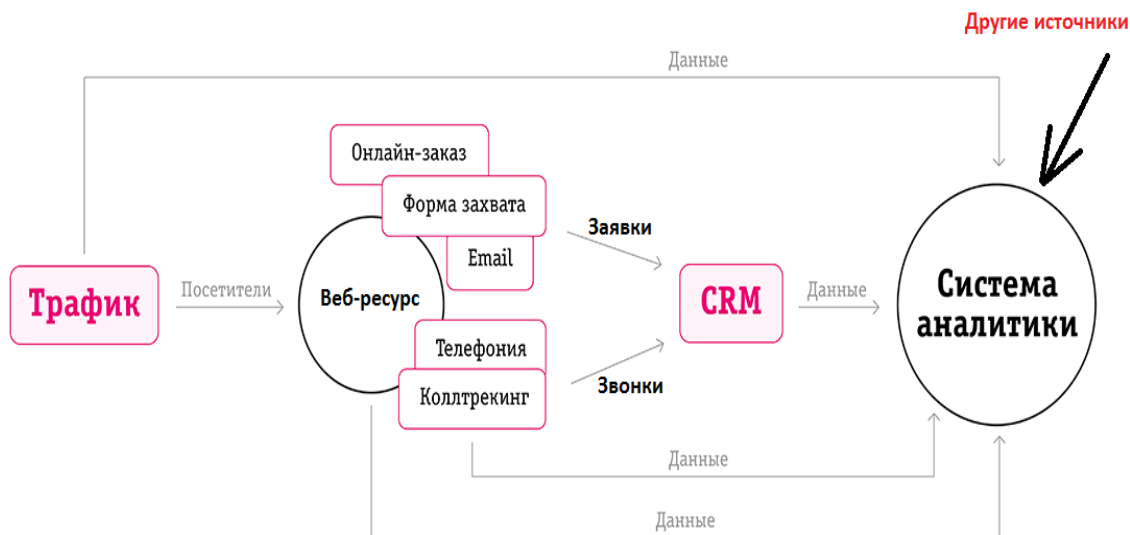 Другие источники
Данные
Онлайн-заказ
Форма захвата
Email
Заявки
Трафик
Посетители
Веб-ресурс
CRM
Данные
Система
аналитики
Телефония
Коллтрекинг
Звонки
Данные
Данные